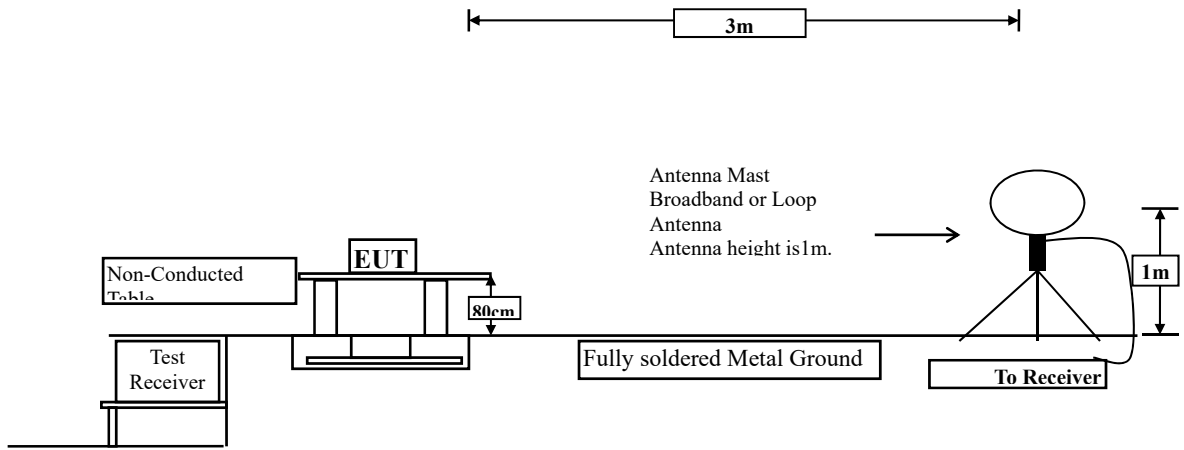 3m
Antenna Mast
Broadband or Loop
Antenna
Antenna height is1m.
EUT
Non-Conducted
Table
80cm
1m
Test
Receiver
Fully soldered Metal Ground
To Receiver